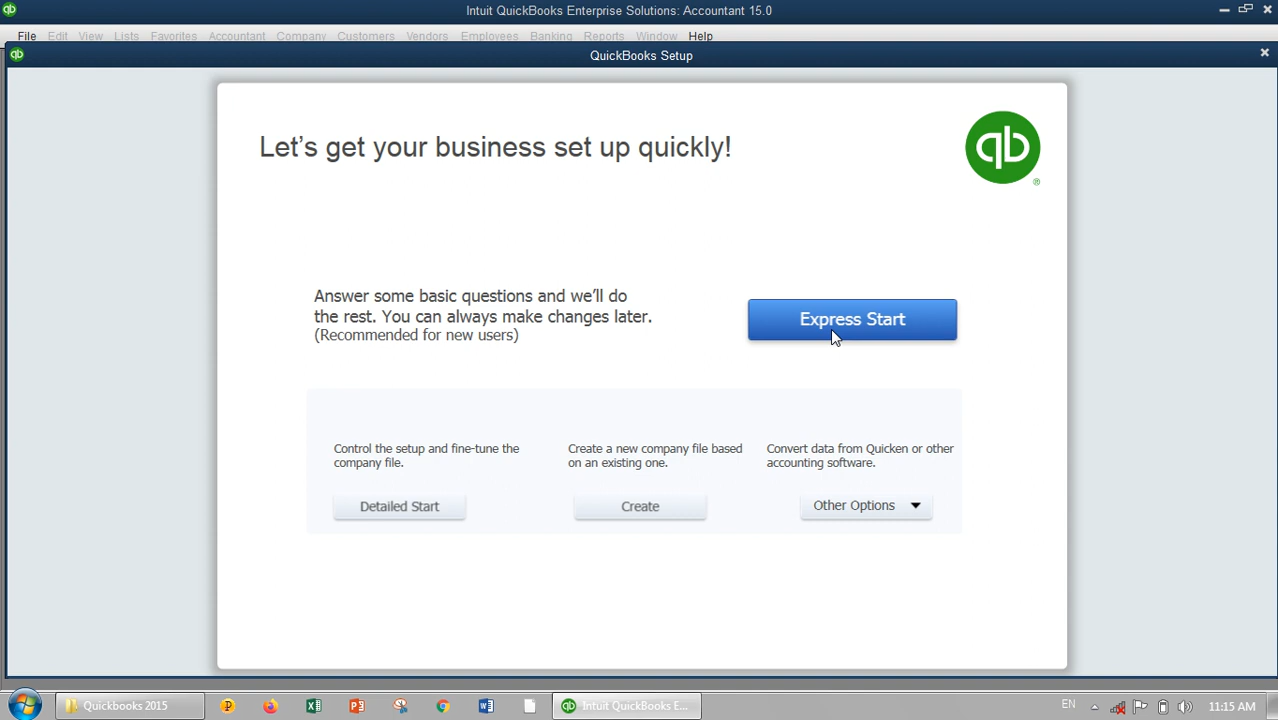 Intuit QuickBooks Enterprise Solutions: Accountant 15.0
File Edit View Lists Favorites Accountant Company Customers Vendors Employees Banking Reports Window Help
QuickBooks Setup
Let's get your business set up quickly!
qb
®
Answer some basic questions and we'll do
the rest. You can always make changes later.
(Recommended for new users)
Express Start
Control the setup and fine-tune the
company file.
Detailed Start
Create a new company file based
on an existing one.
Create
Convert data from Quicken or other
accounting software.
Other Options
Quickbooks 2015
Intuit QuickBooks E...
EN
11:15 AM